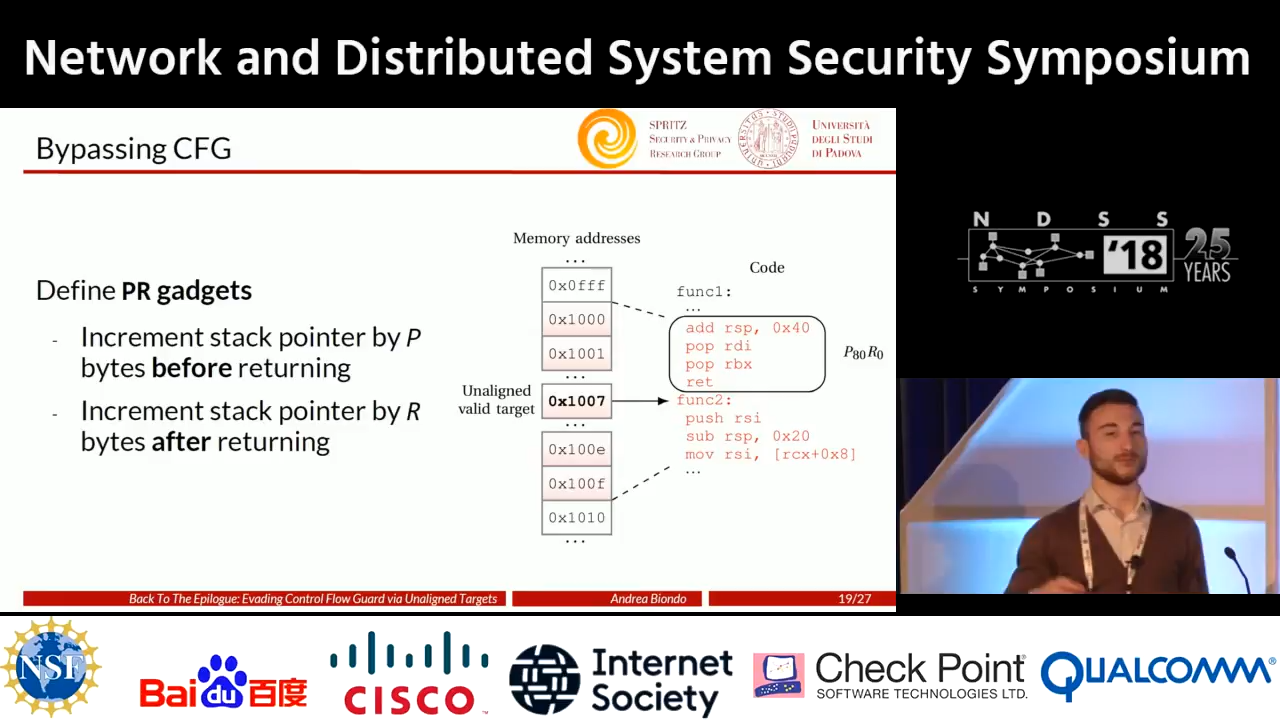 Network and Distributed System Security Symposium
Bypassing CFG
SPRITZ
SECURITY & PRIVACY
RESEARCH GROUP
UNIVERSITÀ
DEGLI STUDI
DI PADOVA
Define PR gadgets
- Increment stack pointer by P
bytes before returning
- Increment stack pointer by R
bytes after returning
Memory addresses
...
0x0fff
0x1000
0x1001
...
Unaligned
valid target
0x1007
...
0x100e
0x100f
0x1010
...
Code
func1:
...
add rsp, 0x40
pop rdi
pop rbx
ret
P80R0
func2:
push rsi
sub rsp, 0x20
mov rsi, [rcx+0x8]
...
Back To The Epilogue: Evading Control Flow Guard via Unaligned Targets
Andrea Biondo
19/27
N D S S
'18
25
YEARS
S Y M P O S I U M
NSF
Bai du 百度
CISCO
Internet
Society
Check Point
SOFTWARE TECHNOLOGIES LTD.
QUALCOMM